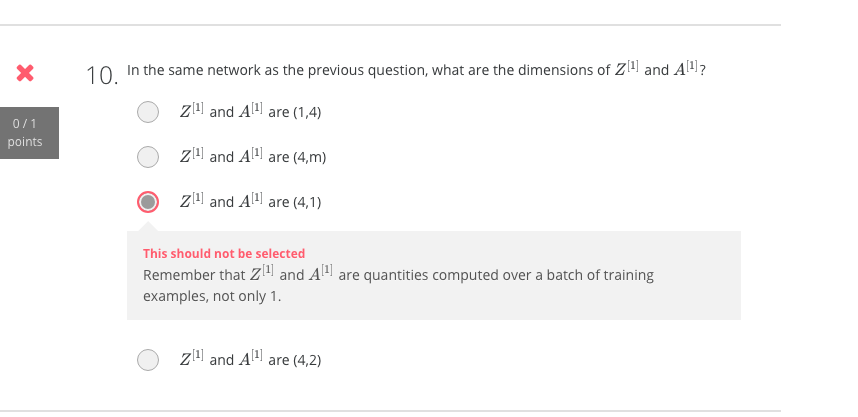 10. In the same network as the previous question, what are the dimensions of Z[1] and A[1]?
0 / 1
points
Z[1] and A[1] are (1,4)
Z[1] and A[1] are (4,m)
Z[1] and A[1] are (4,1)
This should not be selected
Remember that Z[1] and A[1] are quantities computed over a batch of training
examples, not only 1.
Z[1] and A[1] are (4,2)